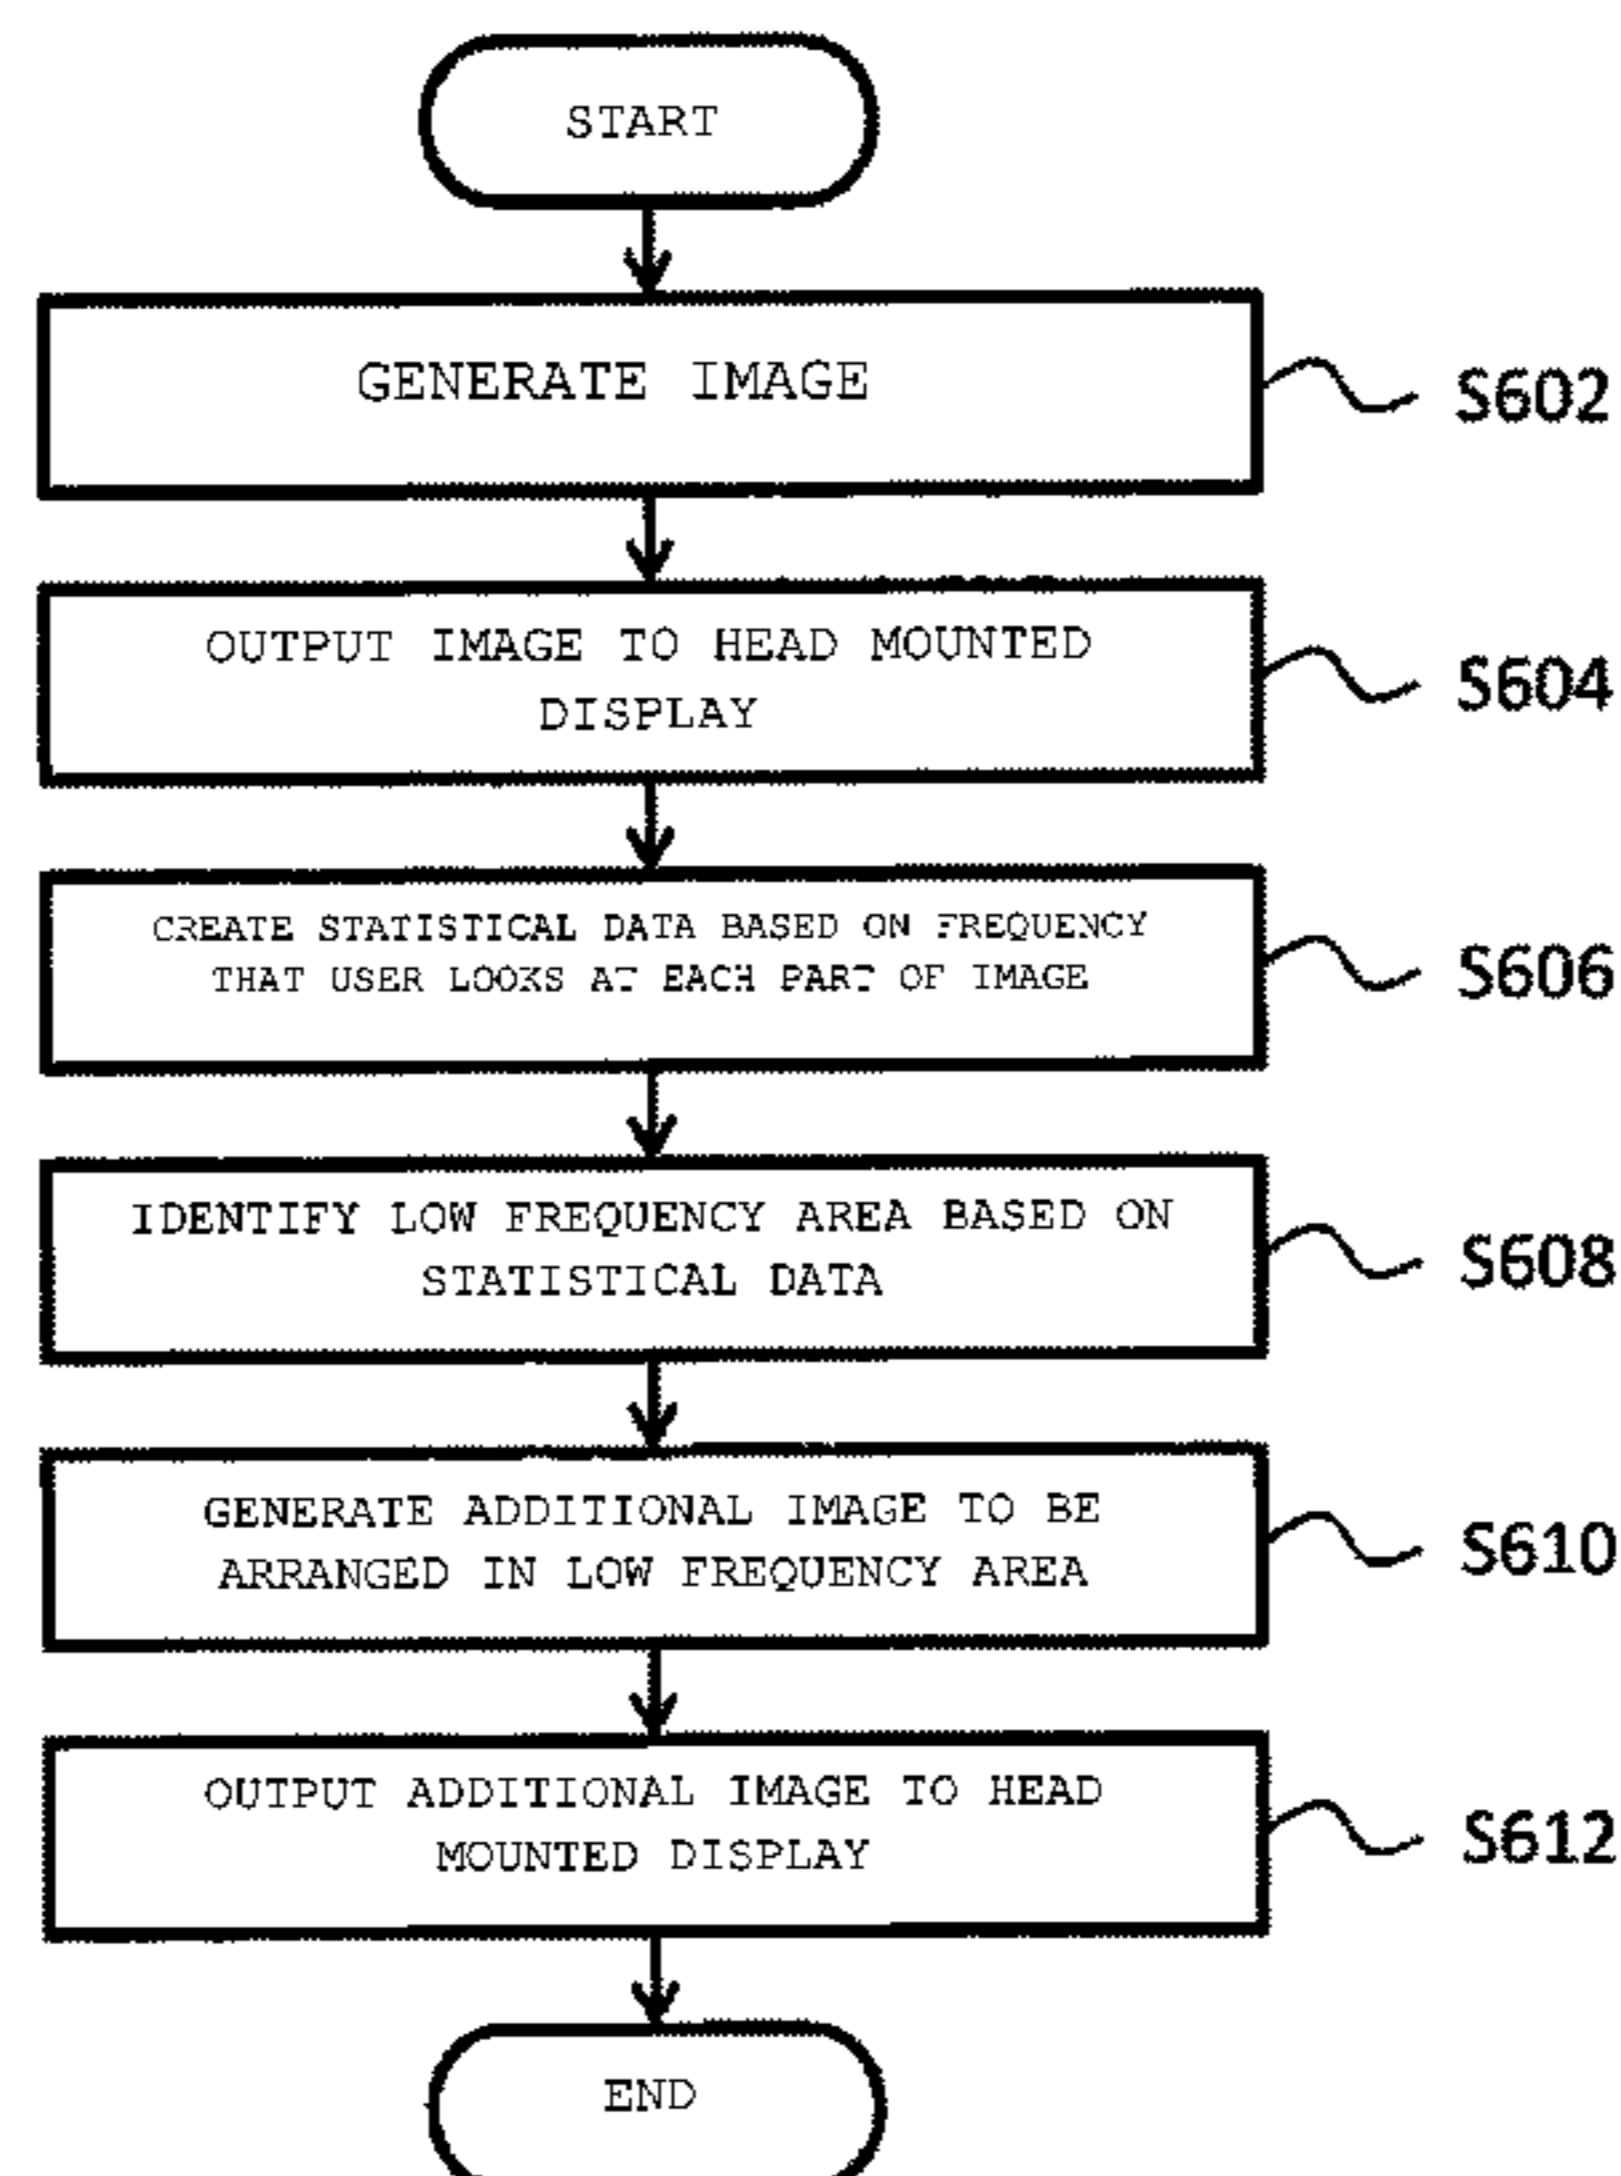 START
GENERATE IMAGE
S602
OUTPUT IMAGE TO HEAD MOUNTED
DISPLAY
S604
CREATE STATISTICAL DATA BASED ON FREQUENCY
THAT USER LOOKS AT EACH PART OF IMAGE
S606
IDENTIFY LOW FREQUENCY AREA BASED ON
STATISTICAL DATA
S608
GENERATE ADDITIONAL IMAGE TO BE
ARRANGED IN LOW FREQUENCY AREA
S610
OUTPUT ADDITIONAL IMAGE TO HEAD
MOUNTED DISPLAY
S612
END